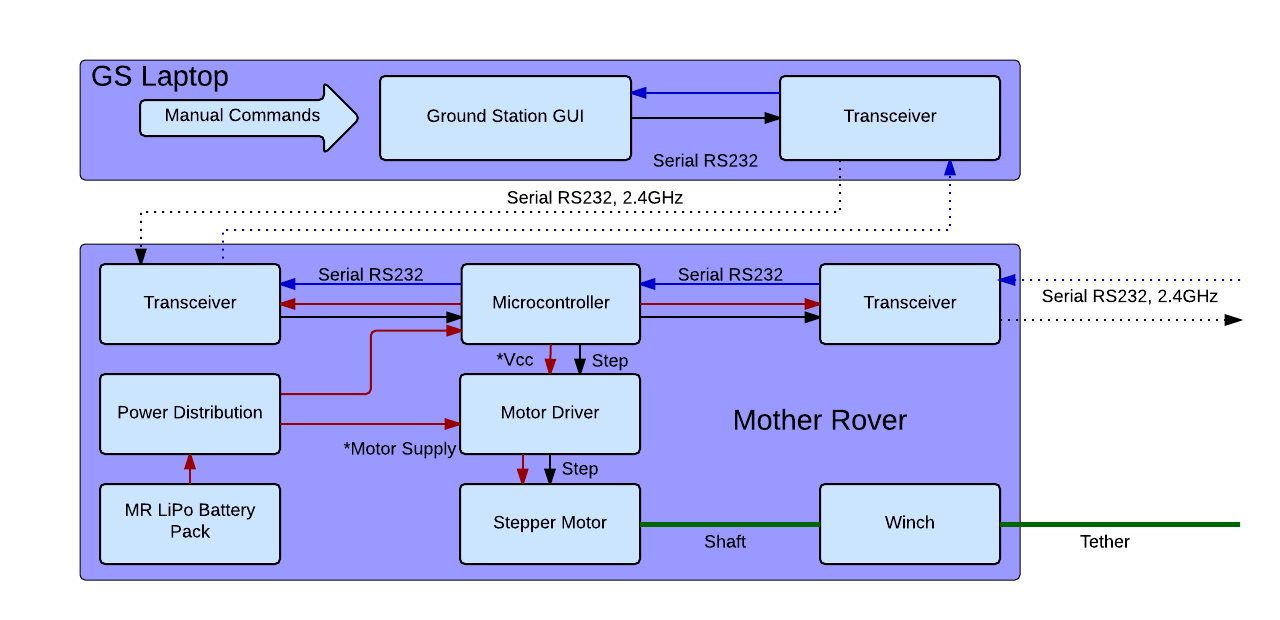 GS Laptop
Manual Commands
Ground Station GUI
Transceiver
Serial RS232
Serial RS232, 2.4GHz
Transceiver
Serial RS232
Microcontroller
Serial RS232
Transceiver
Serial RS232, 2.4GHz
*Vcc
Step
Power Distribution
Motor Driver
Mother Rover
*Motor Supply
Step
MR LiPo Battery
Pack
Stepper Motor
Shaft
Winch
Tether